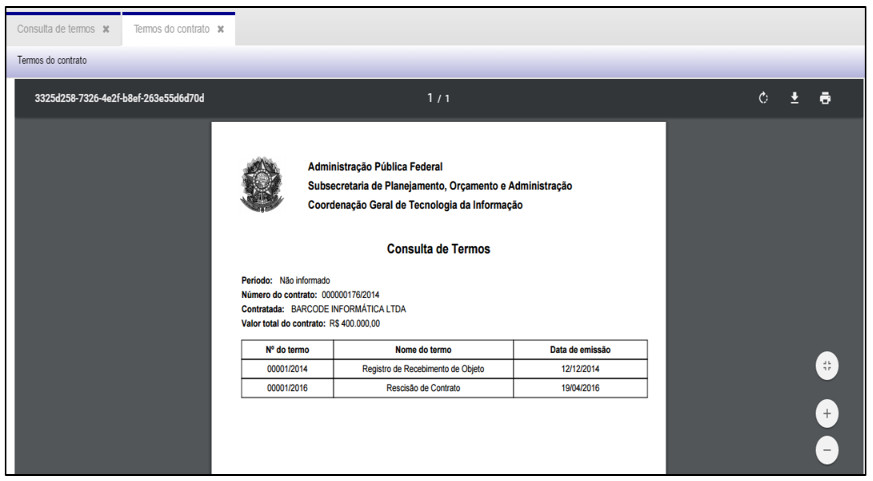 Consulta de termos ✖ Termos do contrato ✖
Termos do contrato
3325d258-7326-4e2f-b8ef-263e55d6d70d 1 / 1
Administração Pública Federal
Subsecretaria de Planejamento, Orçamento e Administração
Coordenação Geral de Tecnologia da Informação
Consulta de Termos
Período: Não informado
Número do contrato: 000000176/2014
Contratada: BARCODE INFORMÁTICA LTDA
Valor total do contrato: R$ 400.000,00
Nº do termo Nome do termo Data de emissão
00001/2014 Registro de Recebimento de Objeto 12/12/2014
00001/2016 Rescisão de Contrato 19/04/2016